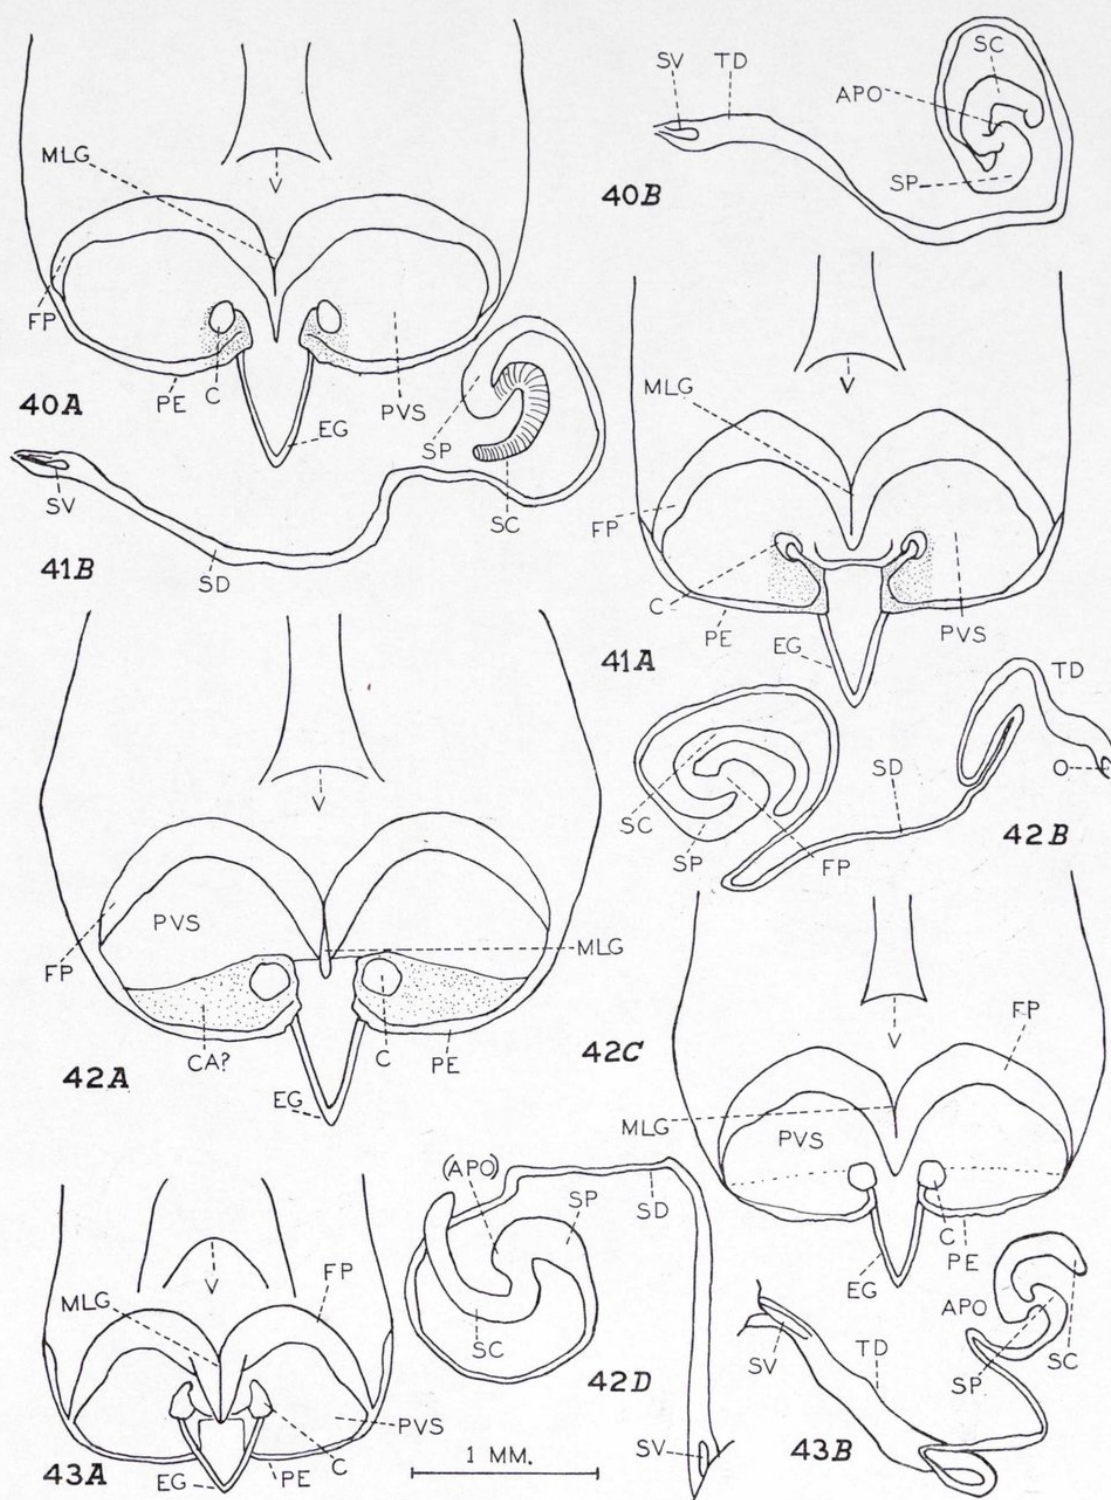 SC
SV TD
APO
MLG
SP
40B
FP
PE C PVS
40A
EG
MLG
SP
SV
SC
FP
41B
SD
C
PE
EG
PVS
41A
TD
SD
O
SC
SP
FP
42B
PVS
FP
MLG
CA?
C
PE
42A
EG
42C
FP
MLG
PVS
C
PE
EG
(APO)
SP
SD
SC
42D
SV
MLG
FP
PVS
C
PE
EG
43A
1 MM.
APO
SV
TD
SP
SC
43B